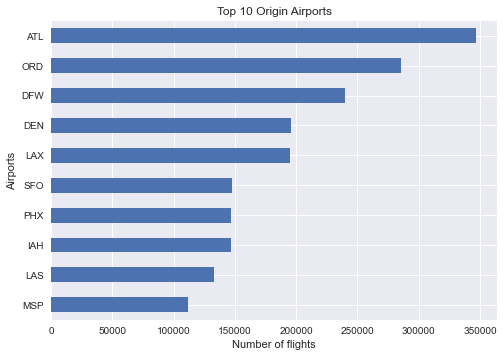 Top 10 Origin Airports
ATL
ORD
DFW
DEN
LAX
SFO
PHX
IAH
LAS
MSP
Airports
0 50000 100000 150000 200000 250000 300000 350000
Number of flights